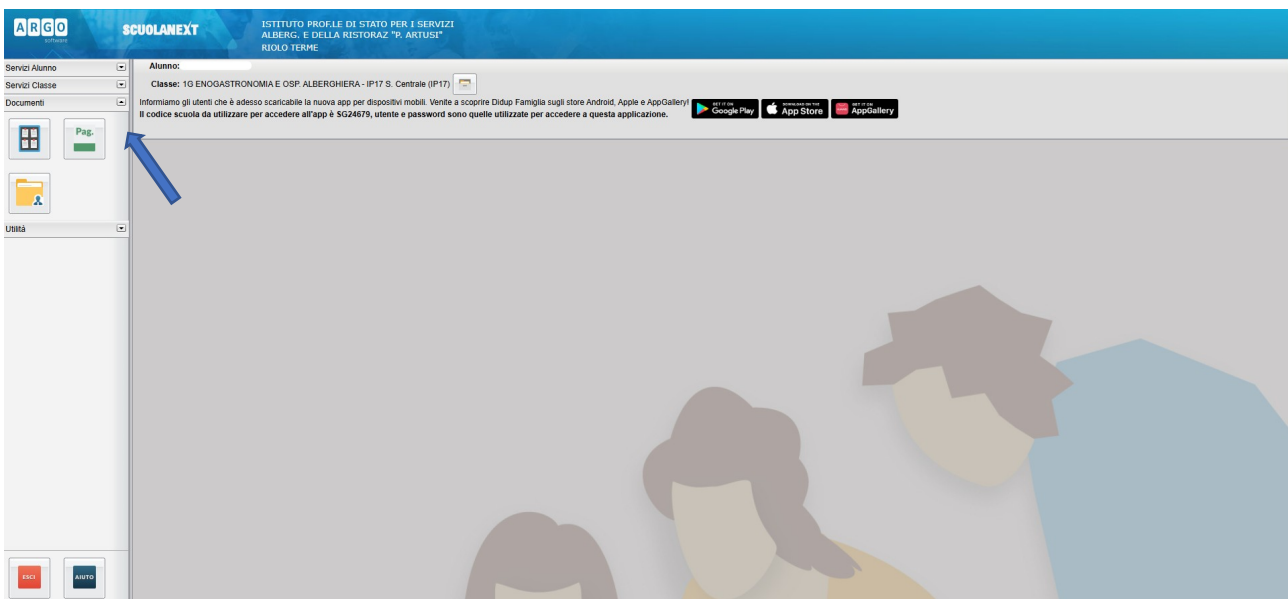 ARGO
software
SCUOLANEXT
ISTITUTO PROF.LE DI STATO PER I SERVIZI
ALBERG. E DELLA RISTORAZ "P. ARTUSI"
RIOLO TERME
Servizi Alunno
Servizi Classe
Documenti
Pag.
Utilità
ESCI
AIUTO
Alunno:
Classe: 1G ENOGASTRONOMIA E OSP. ALBERGHIERA - IP17 S. Centrale (IP17)
Informiamo gli utenti che è adesso scaricabile la nuova app per dispositivi mobili. Venite a scoprire Didup Famiglia sugli store Android, Apple e AppGallery!
Il codice scuola da utilizzare per accedere all'app è SG24679, utente e password sono quelle utilizzate per accedere a questa applicazione.
GET IT ON
Google Play
Download on the
App Store
GET IT ON
AppGallery